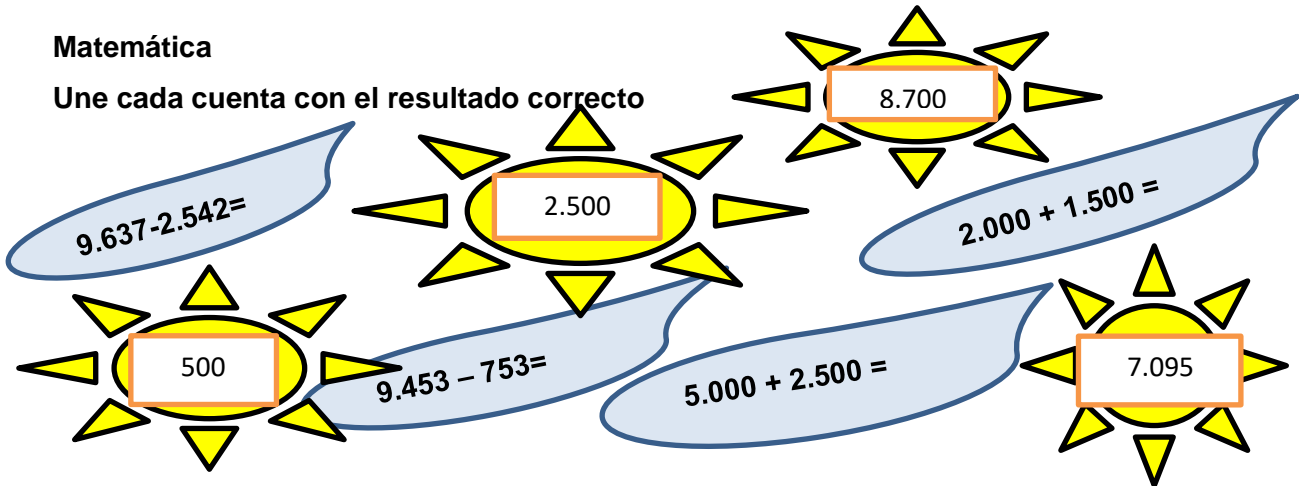 Matemática
Une cada cuenta con el resultado correcto
8.700
2.500
9.637-2.542=
2.000 + 1.500 =
500
9.453 – 753=
5.000 + 2.500 =
7.095